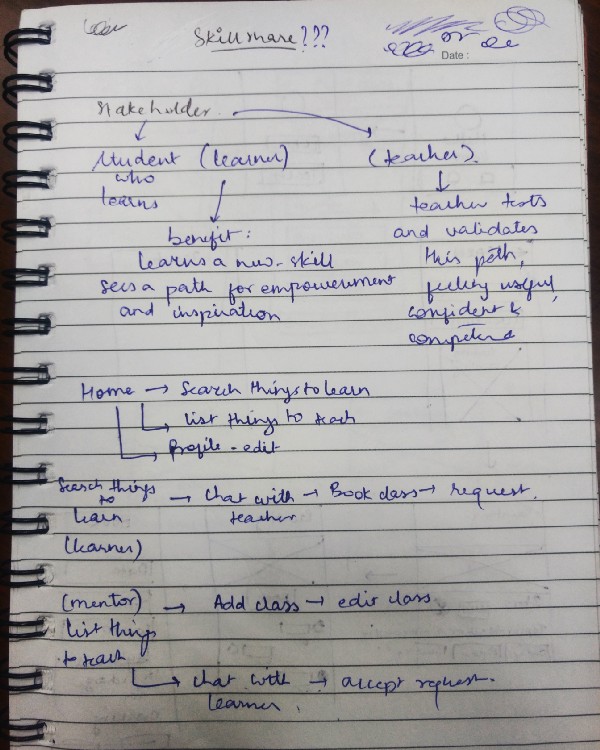 Skillshare???
Date :
Stakeholder
student (learner) (teacher).
who
learns
teacher tests
benefit: and validates
learns a new-skill this path,
Sees a path for empowerment feeling useful,
and inspiration confident &
Home → Search things to learn
→ list things to teach
→ Profile - edit
Search things → Chat with → Book class → request.
to
learn teacher
(learner)
(mentor) → Add class → edit class
list things
to teach
→ chat with → accept request.
learner